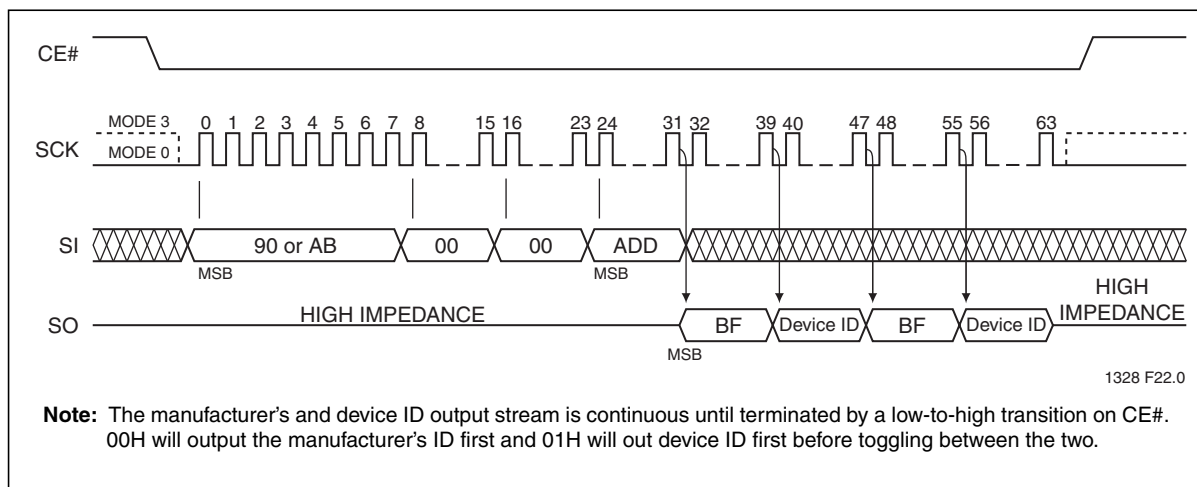 CE#
MODE 3
0 1 2 3 4 5 6 7 8 15 16 23 24 31 32 39 40 47 48 55 56 63
SCK
MODE 0
SI
90 or AB
00
00
ADD
MSB
MSB
HIGH IMPEDANCE
HIGH
IMPEDANCE
SO
BF
Device ID
BF
Device ID
MSB
1328 F22.0
Note: The manufacturer's and device ID output stream is continuous until terminated by a low-to-high transition on CE#.
00H will output the manufacturer's ID first and 01H will out device ID first before toggling between the two.